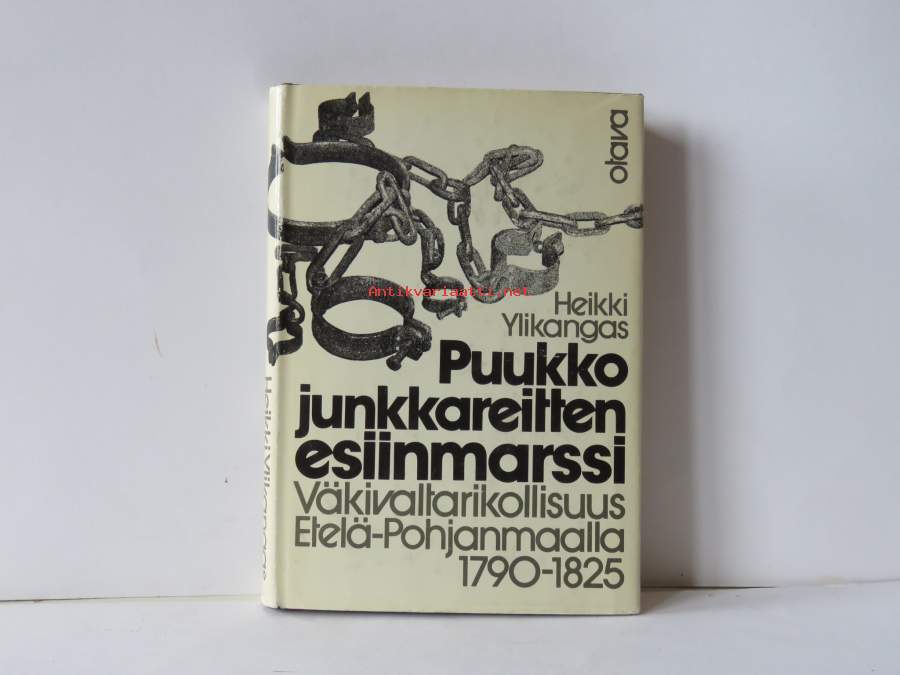 otava
Antikvariaatti.net
Heikki
Ylikangas
Puukko
junkkareitten
esiinmarssi
Väkivaltarikollisuus
Etelä-Pohjanmaalla
1790-1825
Heikki Ylikangas